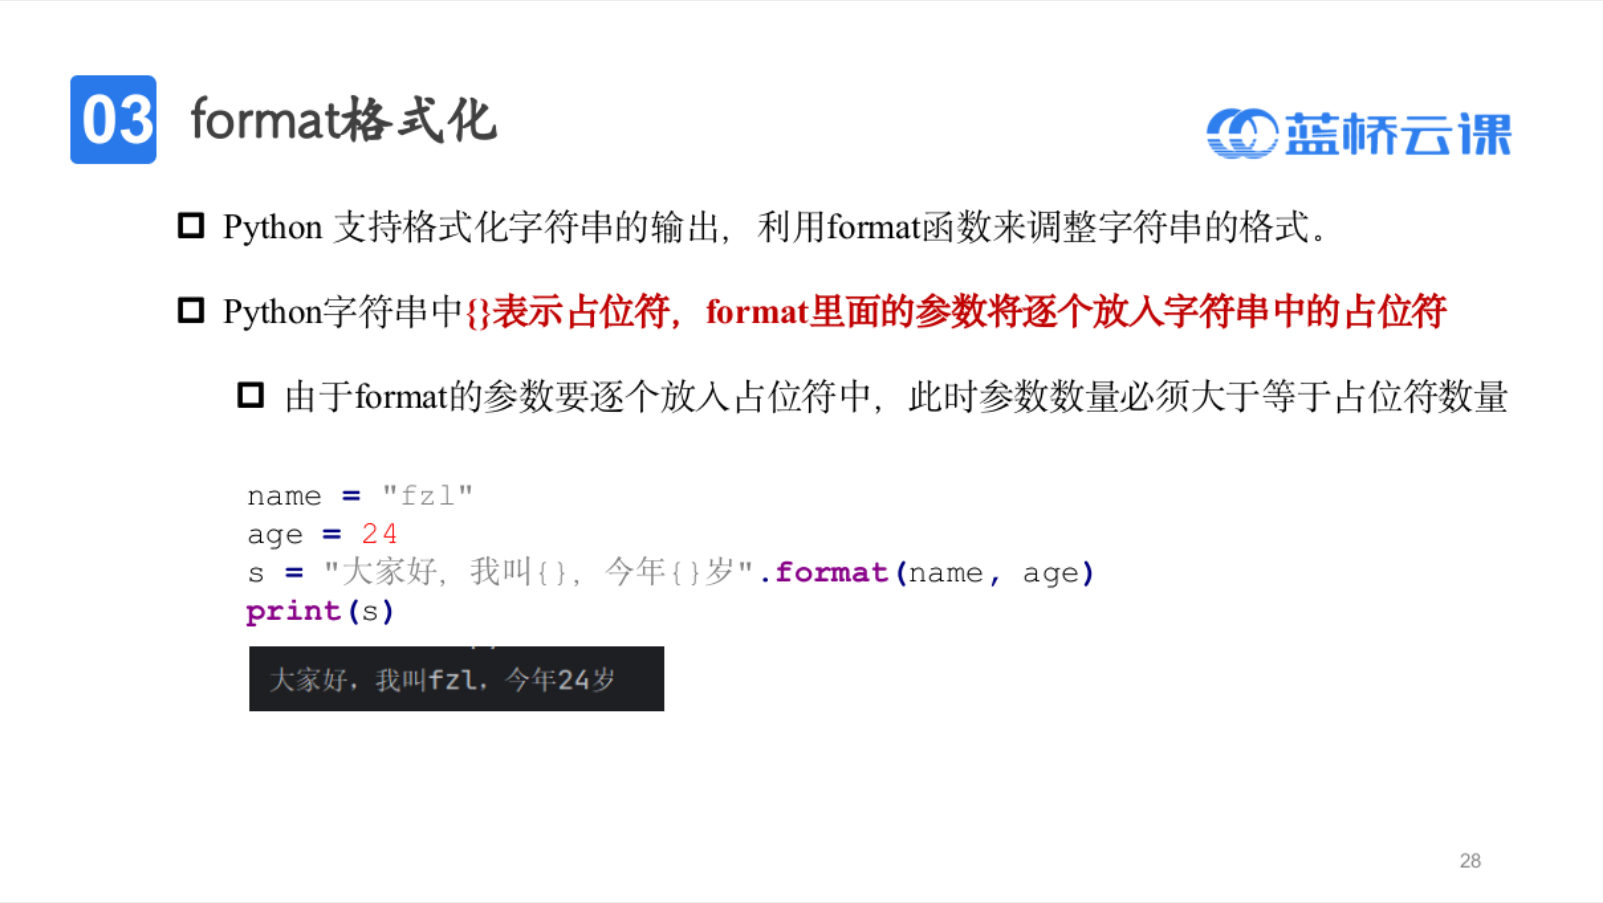 03 format格式化
蓝桥云课
Python 支持格式化字符串的输出，利用format函数来调整字符串的格式。
Python字符串中{}表示占位符，format里面的参数将逐个放入字符串中的占位符
由于format的参数要逐个放入占位符中，此时参数数量必须大于等于占位符数量
name = "fzl"
age = 24
s = "大家好，我叫{}，今年{}岁".format(name, age)
print(s)
大家好，我叫fzl，今年24岁
28